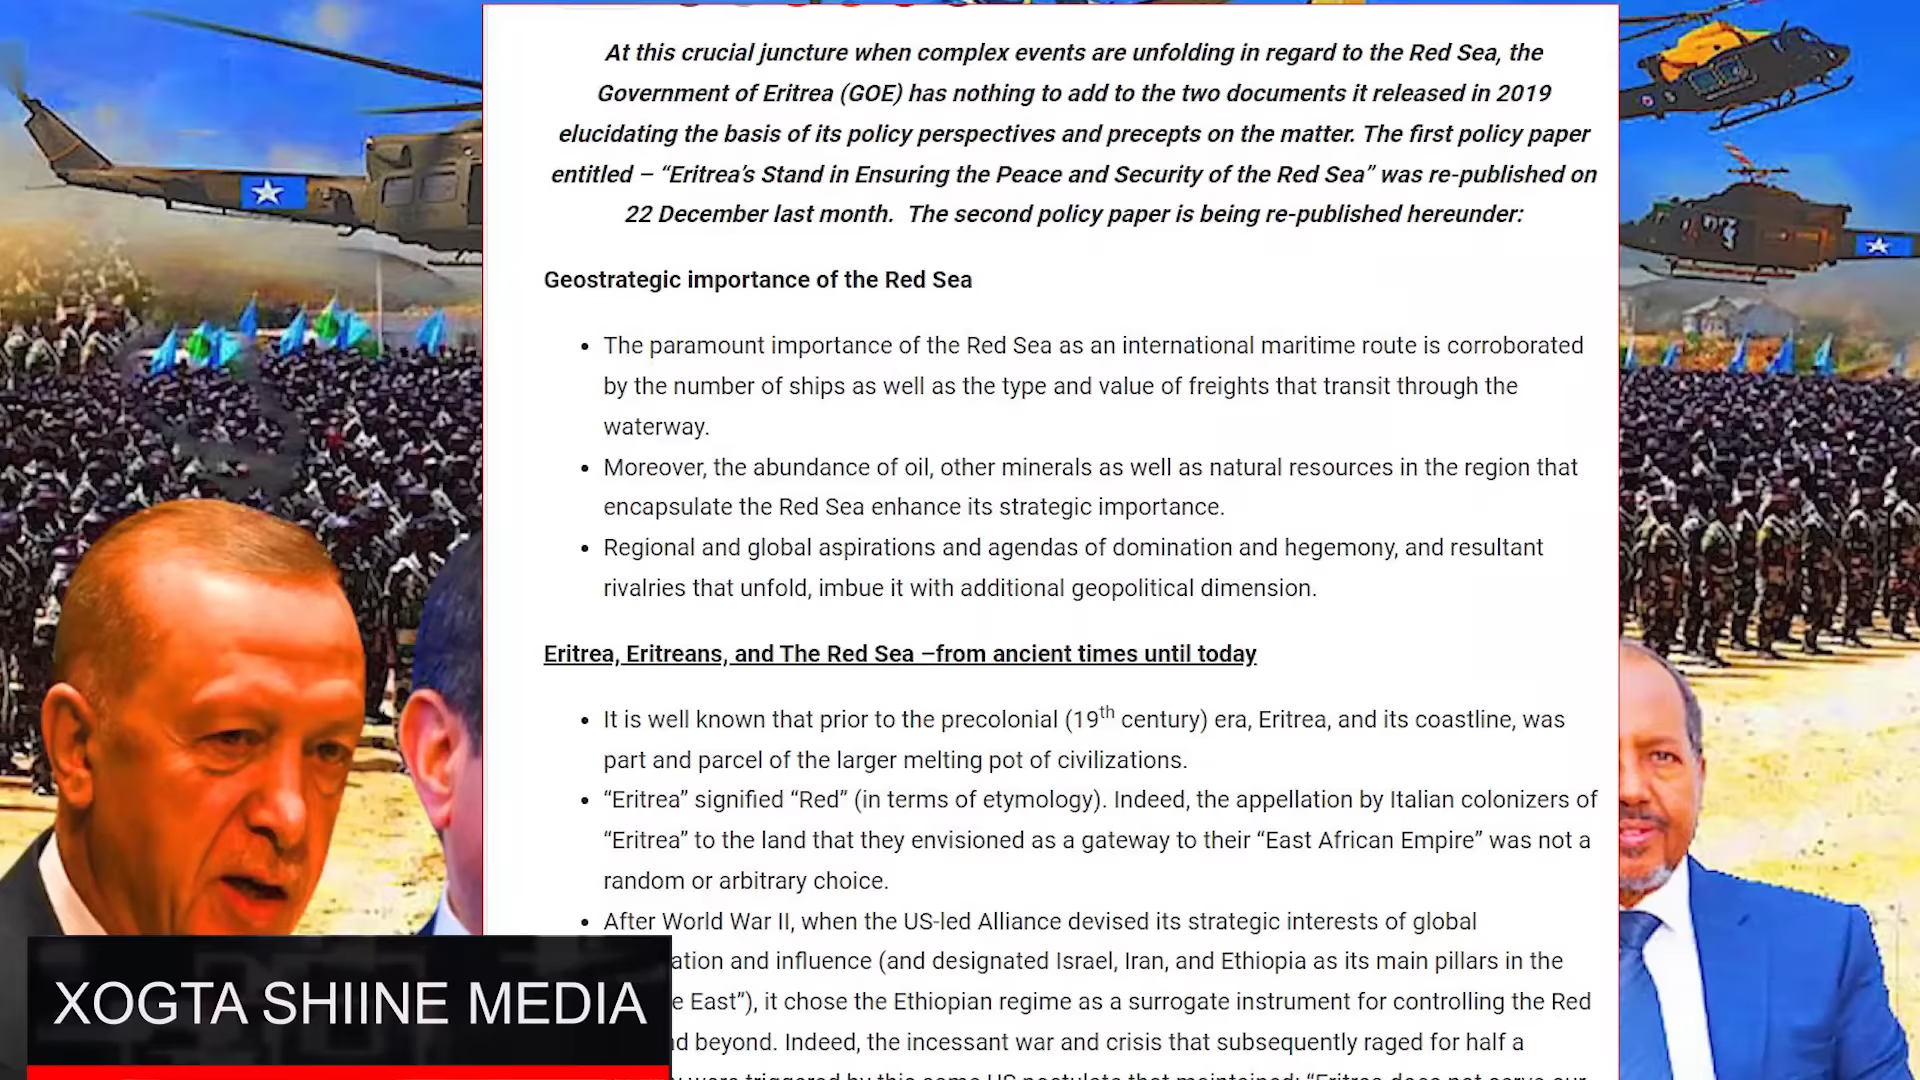 At this crucial juncture when complex events are unfolding in regard to the Red Sea, the
Government of Eritrea (GOE) has nothing to add to the two documents it released in 2019
elucidating the basis of its policy perspectives and precepts on the matter. The first policy paper
entitled – “Eritrea’s Stand in Ensuring the Peace and Security of the Red Sea” was re-published on
22 December last month.  The second policy paper is being re-published hereunder:
Geostrategic importance of the Red Sea
• The paramount importance of the Red Sea as an international maritime route is corroborated
by the number of ships as well as the type and value of freights that transit through the
waterway.
• Moreover, the abundance of oil, other minerals as well as natural resources in the region that
encapsulate the Red Sea enhance its strategic importance.
• Regional and global aspirations and agendas of domination and hegemony, and resultant
rivalries that unfold, imbue it with additional geopolitical dimension.
Eritrea, Eritreans, and The Red Sea –from ancient times until today
• It is well known that prior to the precolonial (19th century) era, Eritrea, and its coastline, was
part and parcel of the larger melting pot of civilizations.
• “Eritrea” signified “Red” (in terms of etymology). Indeed, the appellation by Italian colonizers of
“Eritrea” to the land that they envisioned as a gateway to their “East African Empire” was not a
random or arbitrary choice.
• After World War II, when the US-led Alliance devised its strategic interests of global
ation and influence (and designated Israel, Iran, and Ethiopia as its main pillars in the
e East”), it chose the Ethiopian regime as a surrogate instrument for controlling the Red
nd beyond. Indeed, the incessant war and crisis that subsequently raged for half a
were triggered by this same US postulate that maintained: “Eritrea does not serve our
XOGTA SHIINE MEDIA